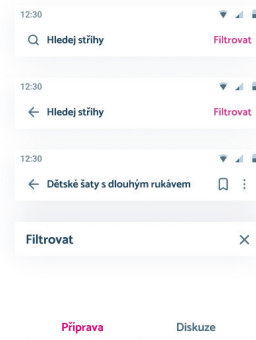 12:30
Hledej střihy Filtrovat
12:30
Hledej střihy Filtrovat
12:30
Dětské šaty s dlouhým rukávem
Filtrovat
Příprava Diskuze